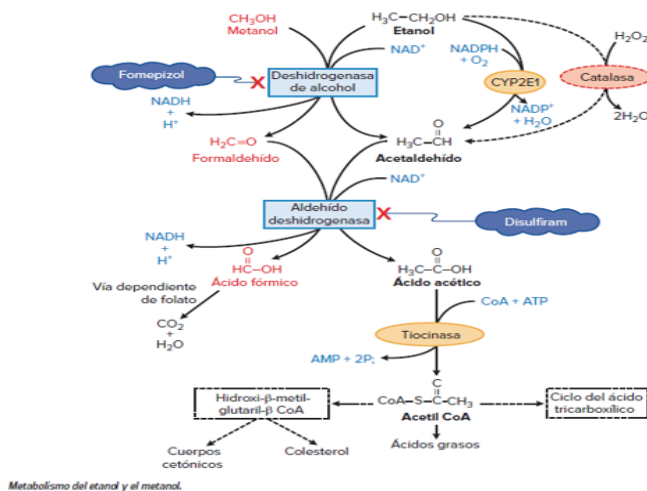 CH₃OH
Metanol
H₃C—CH₂OH
Etanol
NAD⁺
NADPH
+ O₂
H₂O₂
Fomepizol
X
Deshidrogenasa
de alcohol
CYP2E1
Catalasa
NADH
+
H⁺
NADP⁺
+ H₂O
2H₂O
H₂C=O
Formaldehído
O
H₃C—CH
Acetaldehído
NAD⁺
Aldehído
deshidrogenasa
X
Disulfiram
NADH
+
H⁺
O
HC—OH
Ácido fórmico
O
H₃C—C—OH
Ácido acético
Vía dependiente
de folato
CO₂
+
H₂O
CoA + ATP
Tiocinasa
AMP + 2Pᵢ
C
CoA—S—C—CH₃
Acetil CoA
Hidroxi-β-metil-
glutaril-β CoA
Ciclo del ácido
tricarboxílico
Cuerpos
cetónicos
Colesterol
Ácidos grasos
Metabolismo del etanol y el metanol.